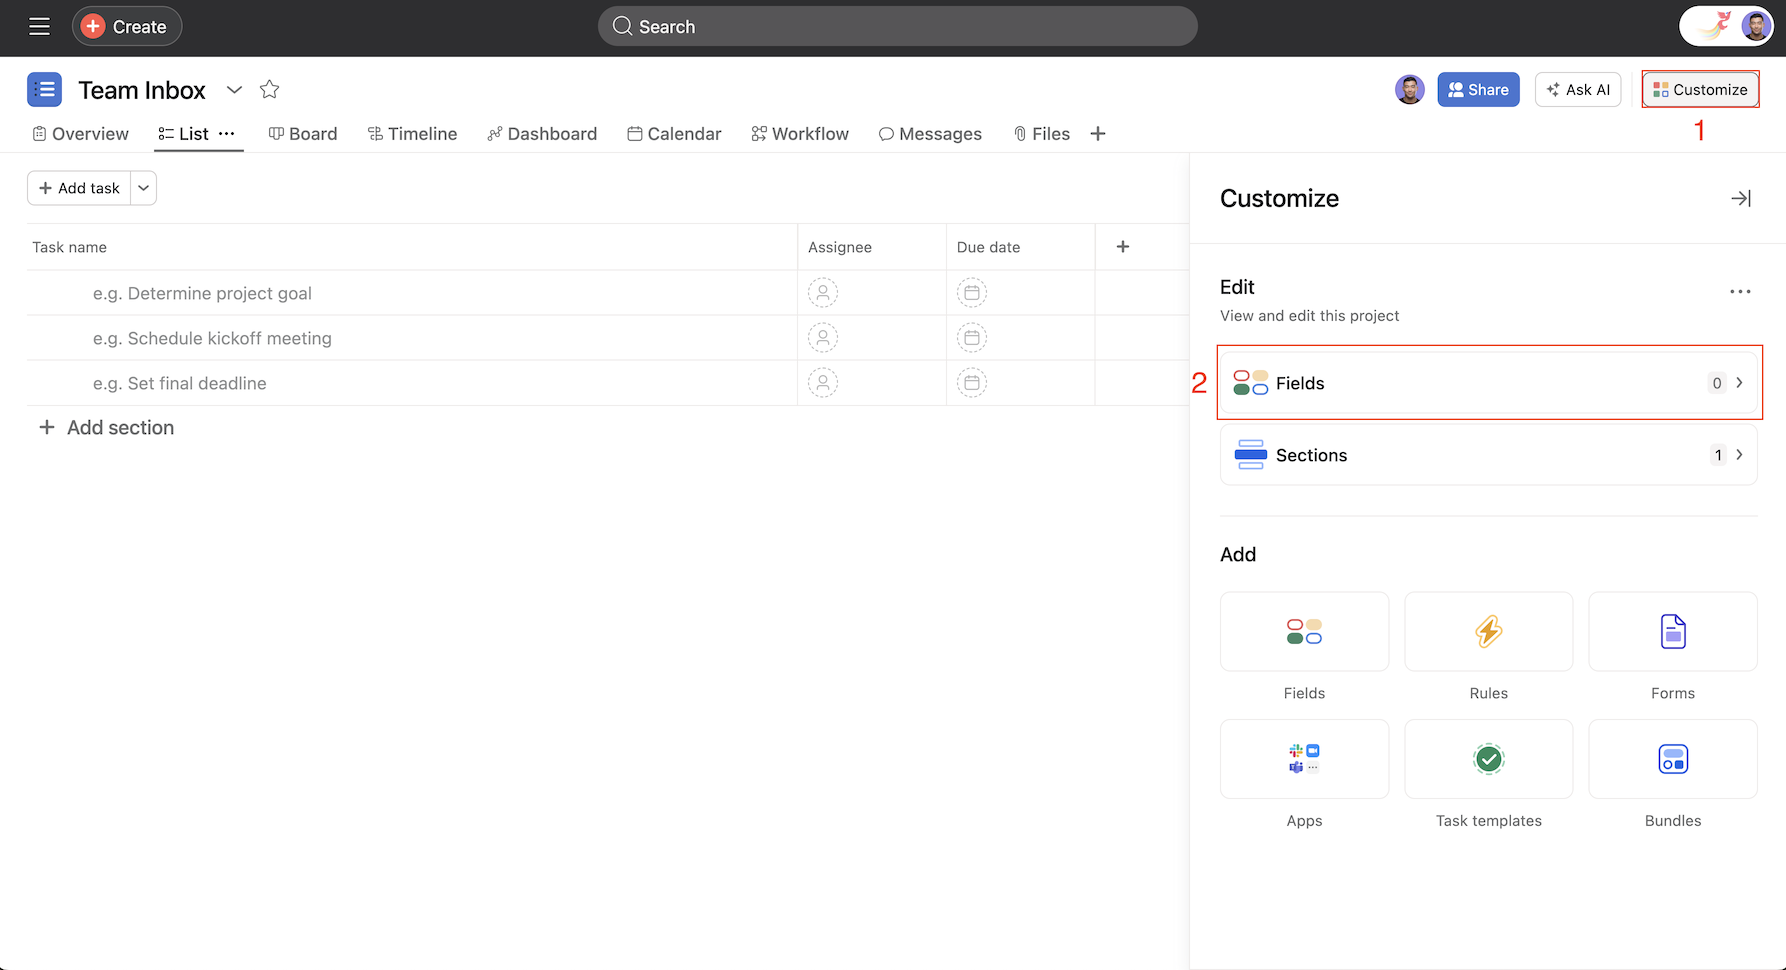 Create
Search
Team Inbox
Share
Ask AI
Customize
1
Overview
List
Board
Timeline
Dashboard
Calendar
Workflow
Messages
Files
Add task
Task name
Assignee
Due date
e.g. Determine project goal
e.g. Schedule kickoff meeting
e.g. Set final deadline
Add section
Customize
Edit
View and edit this project
2
Fields
0
Sections
1
Add
Fields
Rules
Forms
Apps
Task templates
Bundles